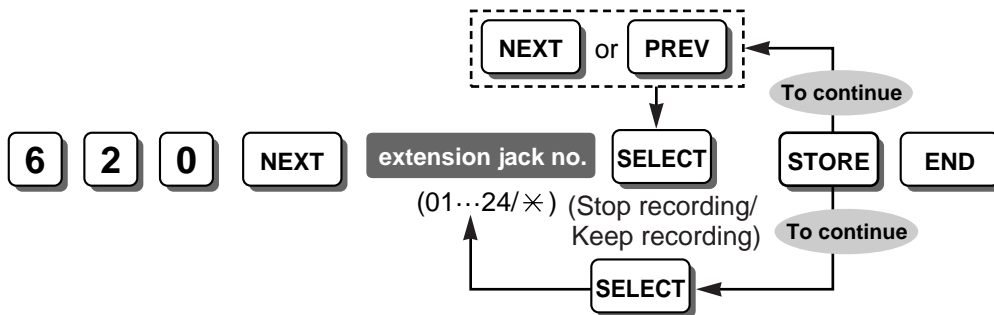 NEXT or PREV
To continue
6 2 0 NEXT extension jack no. SELECT STORE END
(01···24/✳) (Stop recording/
Keep recording)
To continue
SELECT